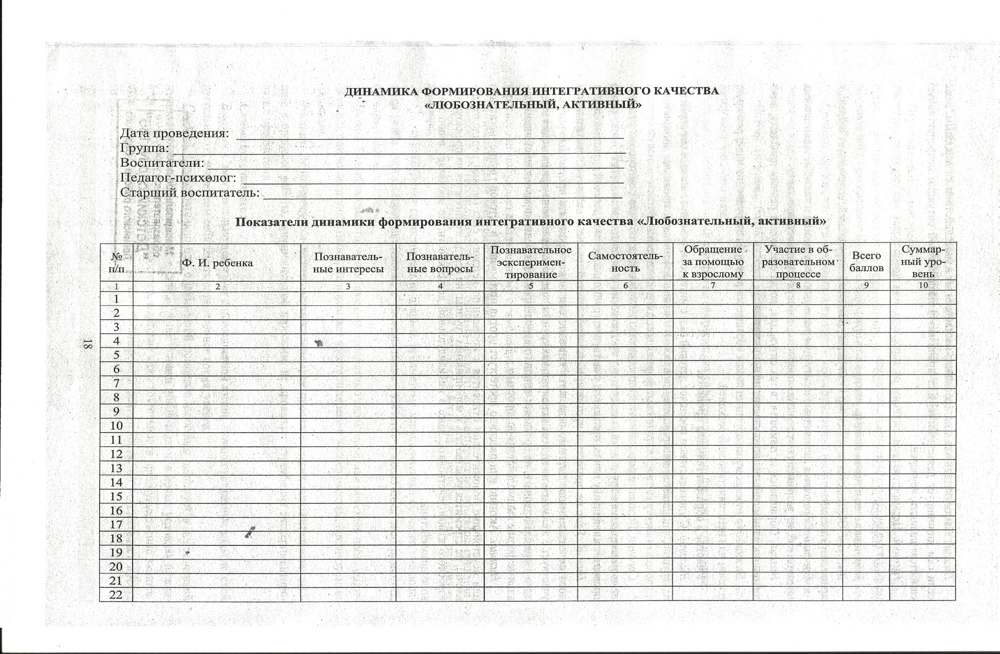 ДИНАМИКА ФОРМИРОВАНИЯ ИНТЕГРАТИВНОГО КАЧЕСТВА
«ЛЮБОЗНАТЕЛЬНЫЙ, АКТИВНЫЙ»
Дата проведения:
Группа:
Воспитатели:
Педагог-психолог:
Старший воспитатель:
Показатели динамики формирования интегративного качества «Любознательный, активный»
№ п/п
Ф. И. ребенка
Познаватель-
ные интересы
Познаватель-
ные вопросы
Познавательное
эксперимен-
тирование
Самостоятель-
ность
Обращение
за помощью
к взрослому
Участие в об-
разовательном
процессе
Всего
баллов
Суммар-
ный уро-
вень
1 2 3 4 5 6 7 8 9 10
1
2
3
4
5
6
7
8
9
10
11
12
13
14
15
16
17
18
19
20
21
22
18